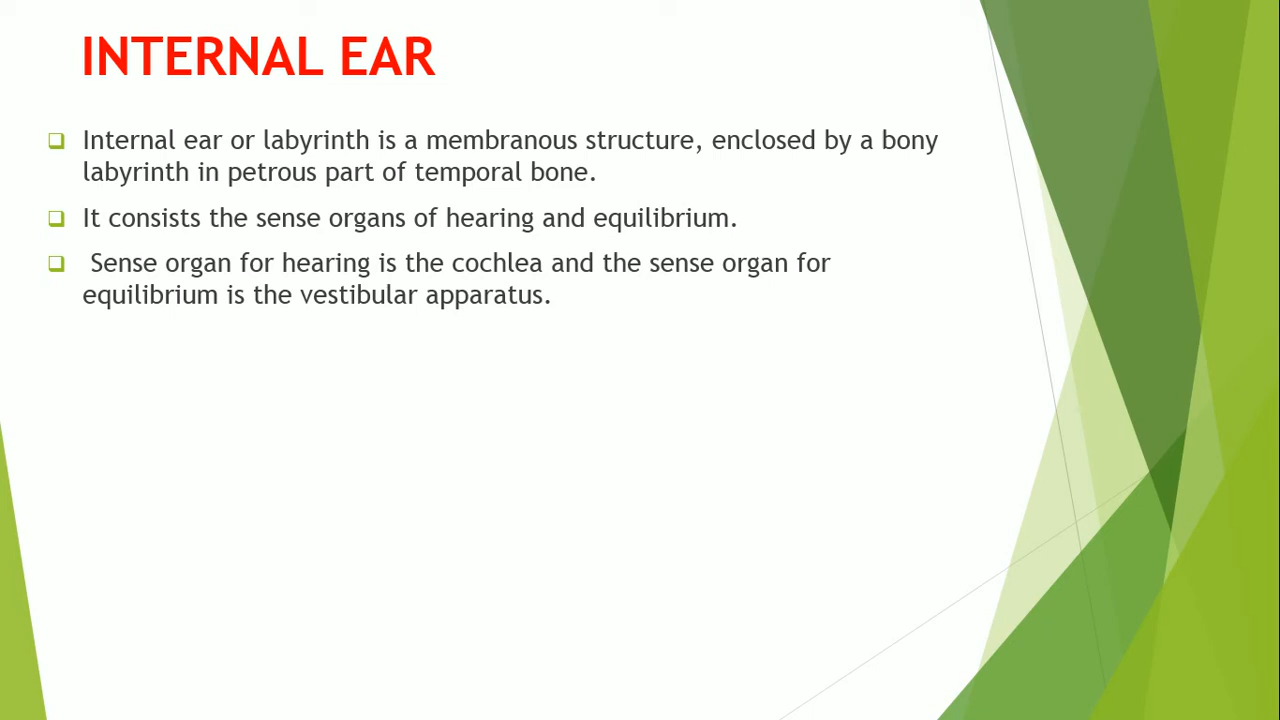 INTERNAL EAR
Internal ear or labyrinth is a membranous structure, enclosed by a bony
labyrinth in petrous part of temporal bone.
It consists the sense organs of hearing and equilibrium.
Sense organ for hearing is the cochlea and the sense organ for
equilibrium is the vestibular apparatus.